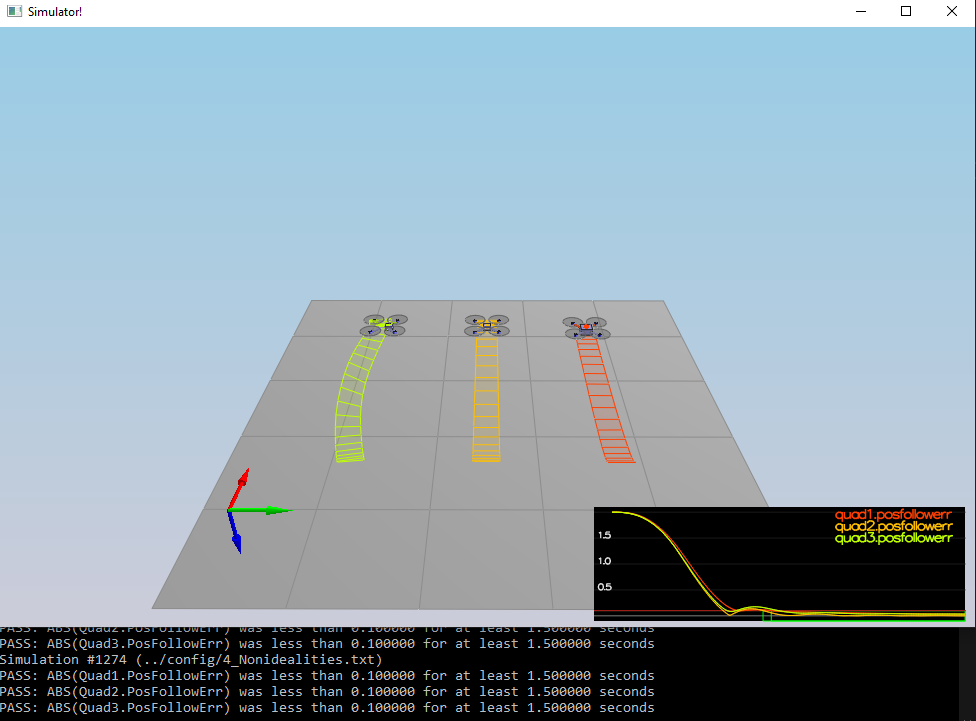 Simulator!
quad1.posfollowerr
quad2.posfollowerr
quad3.posfollowerr
1.5
1.0
0.5
PASS: ABS(Quad2.PosFollowErr) was less than 0.100000 for at least 1.500000 seconds
PASS: ABS(Quad3.PosFollowErr) was less than 0.100000 for at least 1.500000 seconds
Simulation #1274 (../config/4_Nonidealities.txt)
PASS: ABS(Quad1.PosFollowErr) was less than 0.100000 for at least 1.500000 seconds
PASS: ABS(Quad2.PosFollowErr) was less than 0.100000 for at least 1.500000 seconds
PASS: ABS(Quad3.PosFollowErr) was less than 0.100000 for at least 1.500000 seconds